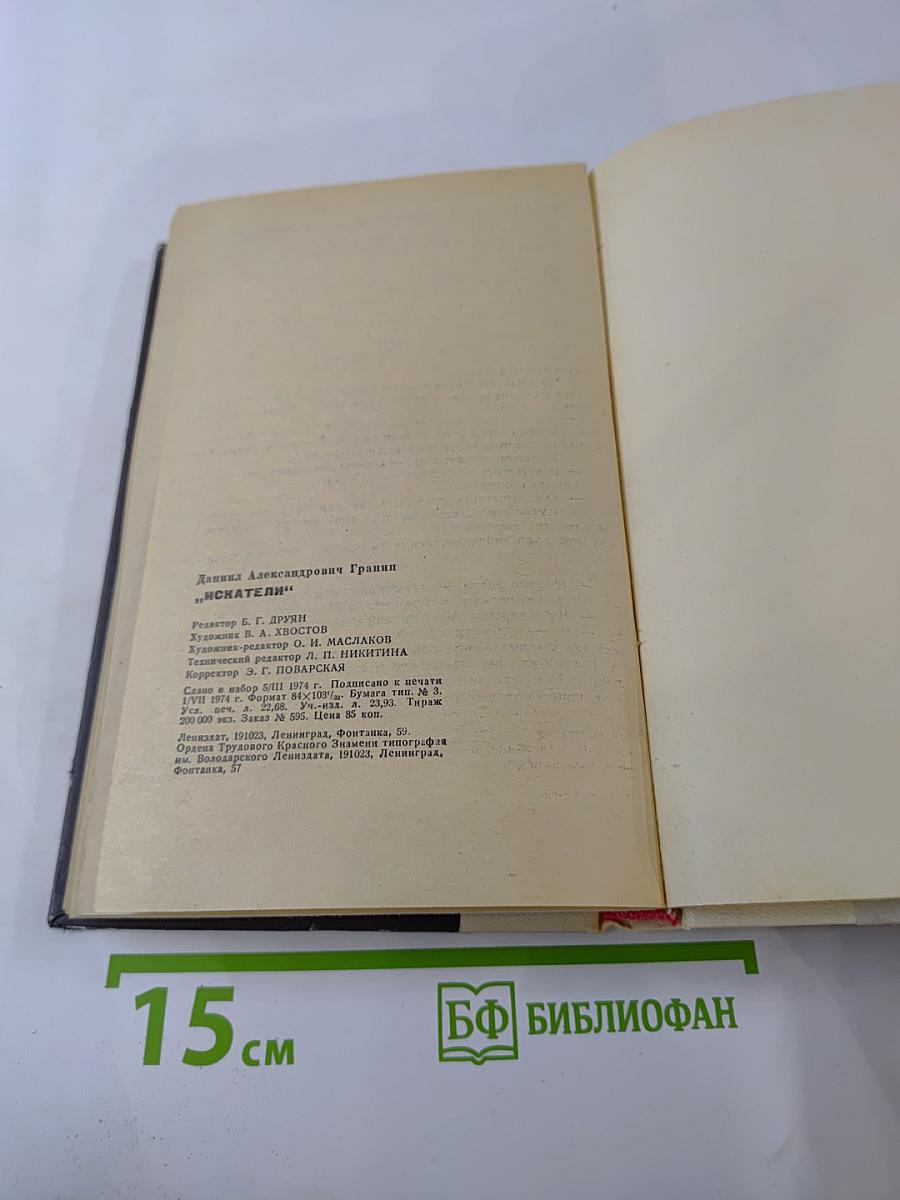 Даниил Александрович Гранин
„ИСКАТЕЛИ“
Редактор Б. Г. ДРУЯН
Художник В. А. ХВОСТОВ
Художник-редактор О. И. МАСЛАКОВ
Технический редактор Л. П. НИКИТИНА
Корректор Э. Г. ПОВАРСКАЯ
Сдано в набор 5/III 1974 г. Подписано к печати
1/VII 1974 г. Формат 84×108¹/₃₂. Бумага тип. № 3.
Усл. печ. л. 22,68. Уч.-изд. л. 23,93. Тираж
200 000 экз. Заказ № 595. Цена 85 коп.
Лениздат, 191023, Ленинград, Фонтанка, 59.
Ордена Трудового Красного Знамени типография
им. Володарского Лениздата, 191023, Ленинград,
Фонтанка, 57
15 см
БФ БИБЛИОФАН